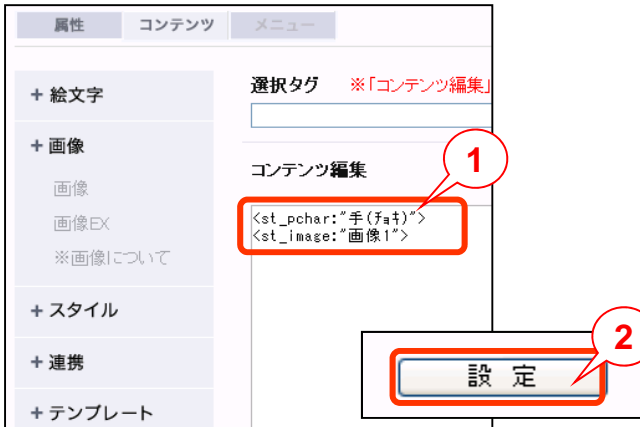 属性 コンテンツ メニュー
+ 絵文字
+ 画像
画像
画像EX
※画像について
+ スタイル
+ 連携
+ テンプレート
選択タグ ※「コンテンツ編集」
コンテンツ編集
1
<st_pchar:"手(ﾁｮｷ)">
<st_image:"画像1">
2
設 定